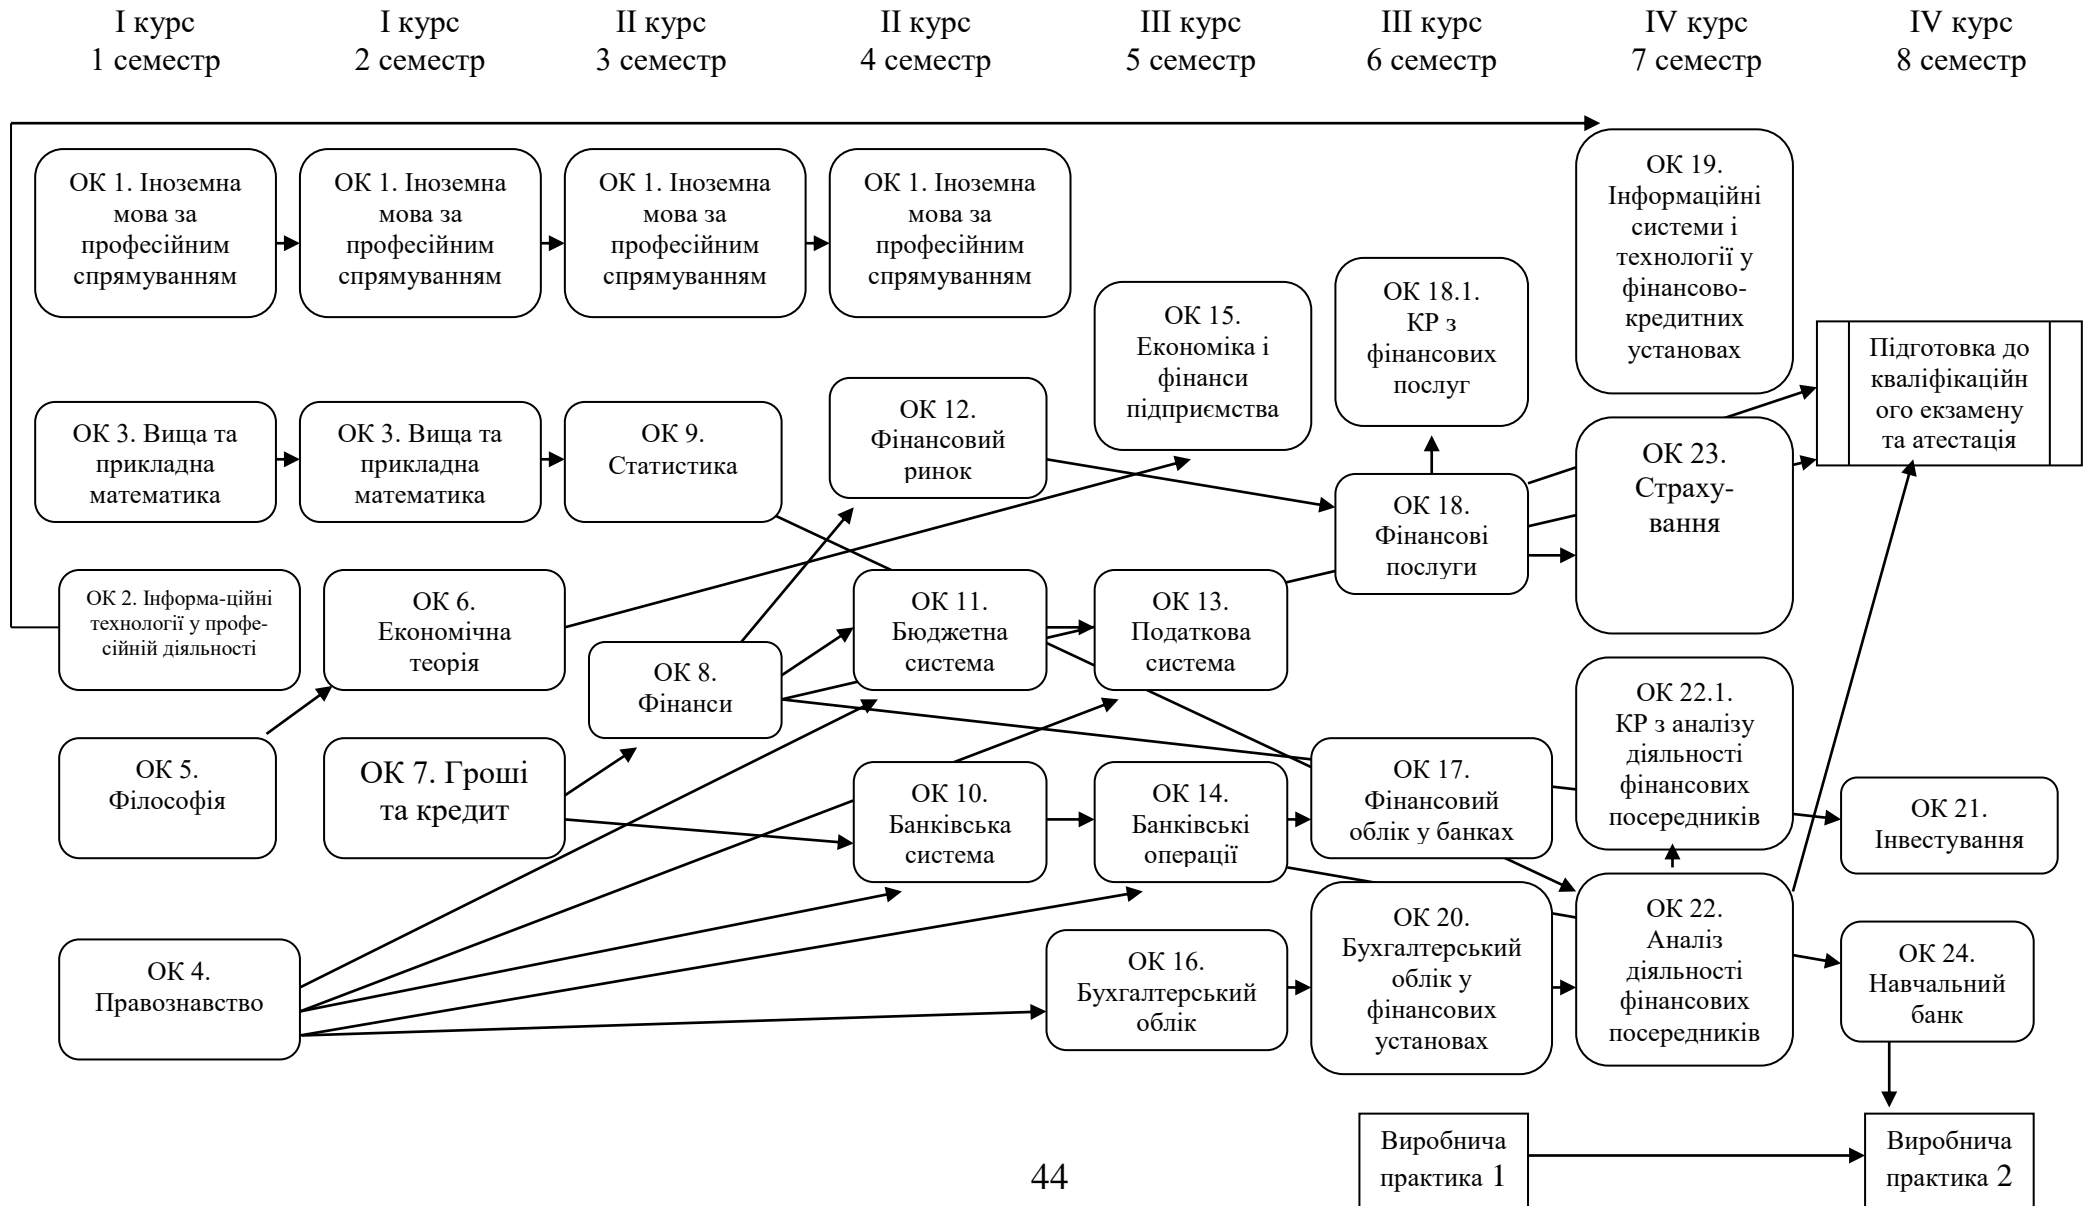 І курс
1 семестр
І курс
2 семестр
ІІ курс
3 семестр
ІІ курс
4 семестр
ІІІ курс
5 семестр
ІІІ курс
6 семестр
IV курс
7 семестр
IV курс
8 семестр
ОК 1. Іноземна
мова за
професійним
спрямуванням
ОК 1. Іноземна
мова за
професійним
спрямуванням
ОК 1. Іноземна
мова за
професійним
спрямуванням
ОК 1. Іноземна
мова за
професійним
спрямуванням
ОК 19.
Інформаційні
системи і
технології у
фінансово-
кредитних
установах
ОК 15.
Економіка і
фінанси
підприємства
ОК 18.1.
КР з
фінансових
послуг
Підготовка до
кваліфікаційн
ого екзамену
та атестація
ОК 3. Вища та
прикладна
математика
ОК 3. Вища та
прикладна
математика
ОК 9.
Статистика
ОК 12.
Фінансовий
ринок
ОК 18.
Фінансові
послуги
ОК 23.
Страху-
вання
ОК 2. Інформа-ційні
технології у профе-
сійній діяльності
ОК 6.
Економічна
теорія
ОК 8.
Фінанси
ОК 11.
Бюджетна
система
ОК 13.
Податкова
система
ОК 22.1.
КР з аналізу
діяльності
фінансових
посередників
ОК 5.
Філософія
ОК 7. Гроші
та кредит
ОК 10.
Банківська
система
ОК 14.
Банківські
операції
ОК 17.
Фінансовий
облік у банках
ОК 21.
Інвестування
ОК 4.
Правознавство
ОК 16.
Бухгалтерський
облік
ОК 20.
Бухгалтерський
облік у
фінансових
установах
ОК 22.
Аналіз
діяльності
фінансових
посередників
ОК 24.
Навчальний
банк
Виробнича
практика 1
Виробнича
практика 2
44